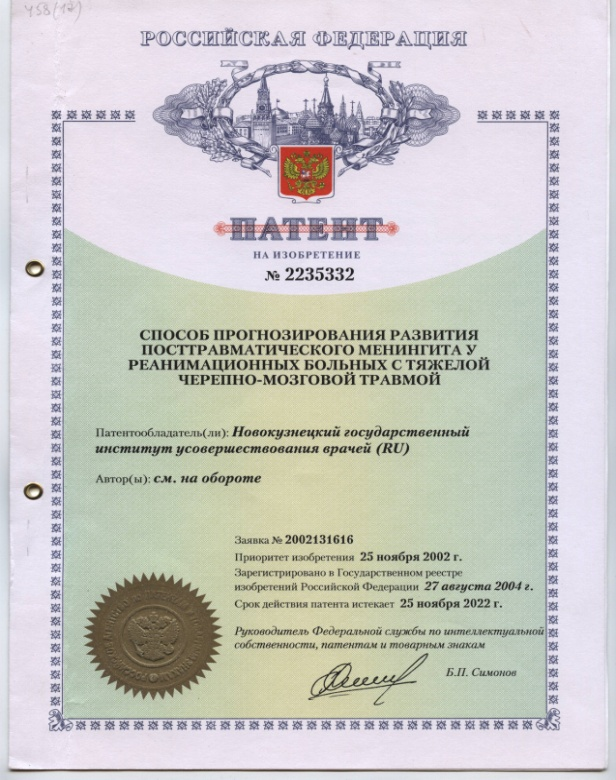 458(12)
РОССИЙСКАЯ ФЕДЕРАЦИЯ
ПАТЕНТ
НА ИЗОБРЕТЕНИЕ
№ 2235332
СПОСОБ ПРОГНОЗИРОВАНИЯ РАЗВИТИЯ
ПОСТТРАВМАТИЧЕСКОГО МЕНИНГИТА У
РЕАНИМАЦИОННЫХ БОЛЬНЫХ С ТЯЖЕЛОЙ
ЧЕРЕПНО-МОЗГОВОЙ ТРАВМОЙ
Патентообладатель(ли): Новокузнецкий государственный
институт усовершествования врачей (RU)
Автор(ы): см. на обороте
Заявка № 2002131616
Приоритет изобретения 25 ноября 2002 г.
Зарегистрировано в Государственном реестре
изобретений Российской Федерации 27 августа 2004 г.
Срок действия патента истекает 25 ноября 2022 г.
Руководитель Федеральной службы по интеллектуальной
собственности, патентам и товарным знакам
Б.П. Симонов